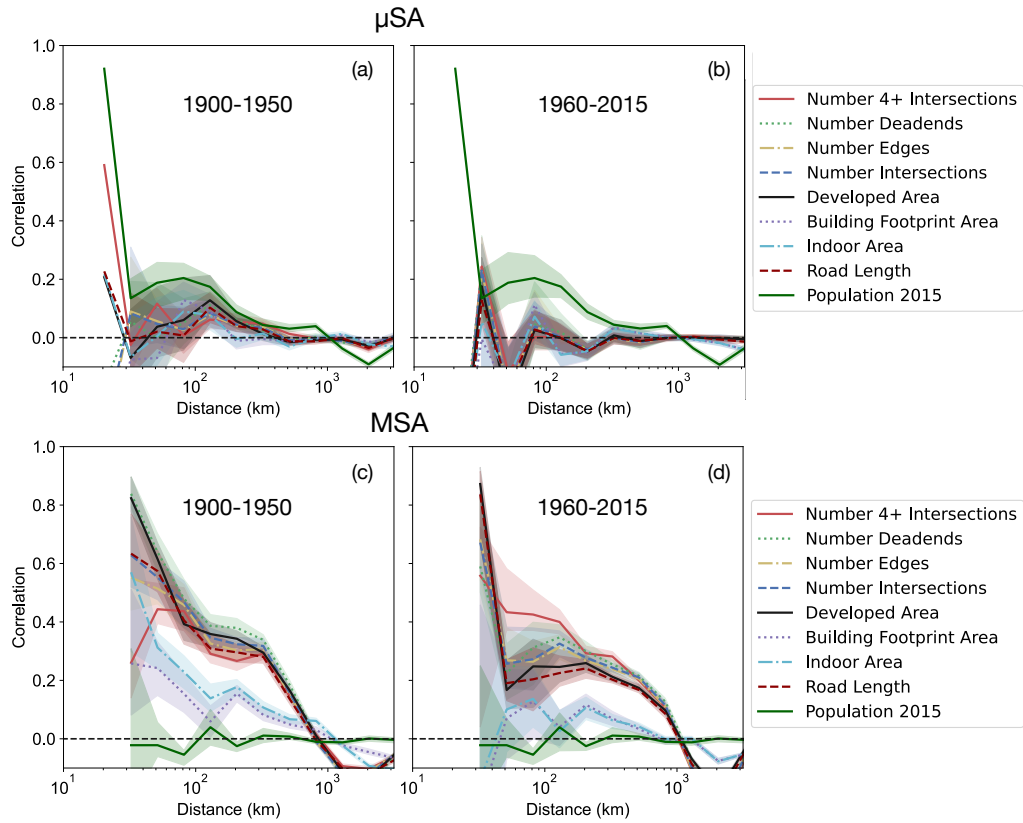 µSA
(a)
1900-1950
1.0
0.8
0.6
0.4
0.2
0.0
Correlation
10¹
10²
10³
Distance (km)
(b)
1960-2015
10¹
10²
10³
Distance (km)
Number 4+ Intersections
Number Deadends
Number Edges
Number Intersections
Developed Area
Building Footprint Area
Indoor Area
Road Length
Population 2015
MSA
(c)
1900-1950
1.0
0.8
0.6
0.4
0.2
0.0
Correlation
10¹
10²
10³
Distance (km)
(d)
1960-2015
10¹
10²
10³
Distance (km)
Number 4+ Intersections
Number Deadends
Number Edges
Number Intersections
Developed Area
Building Footprint Area
Indoor Area
Road Length
Population 2015